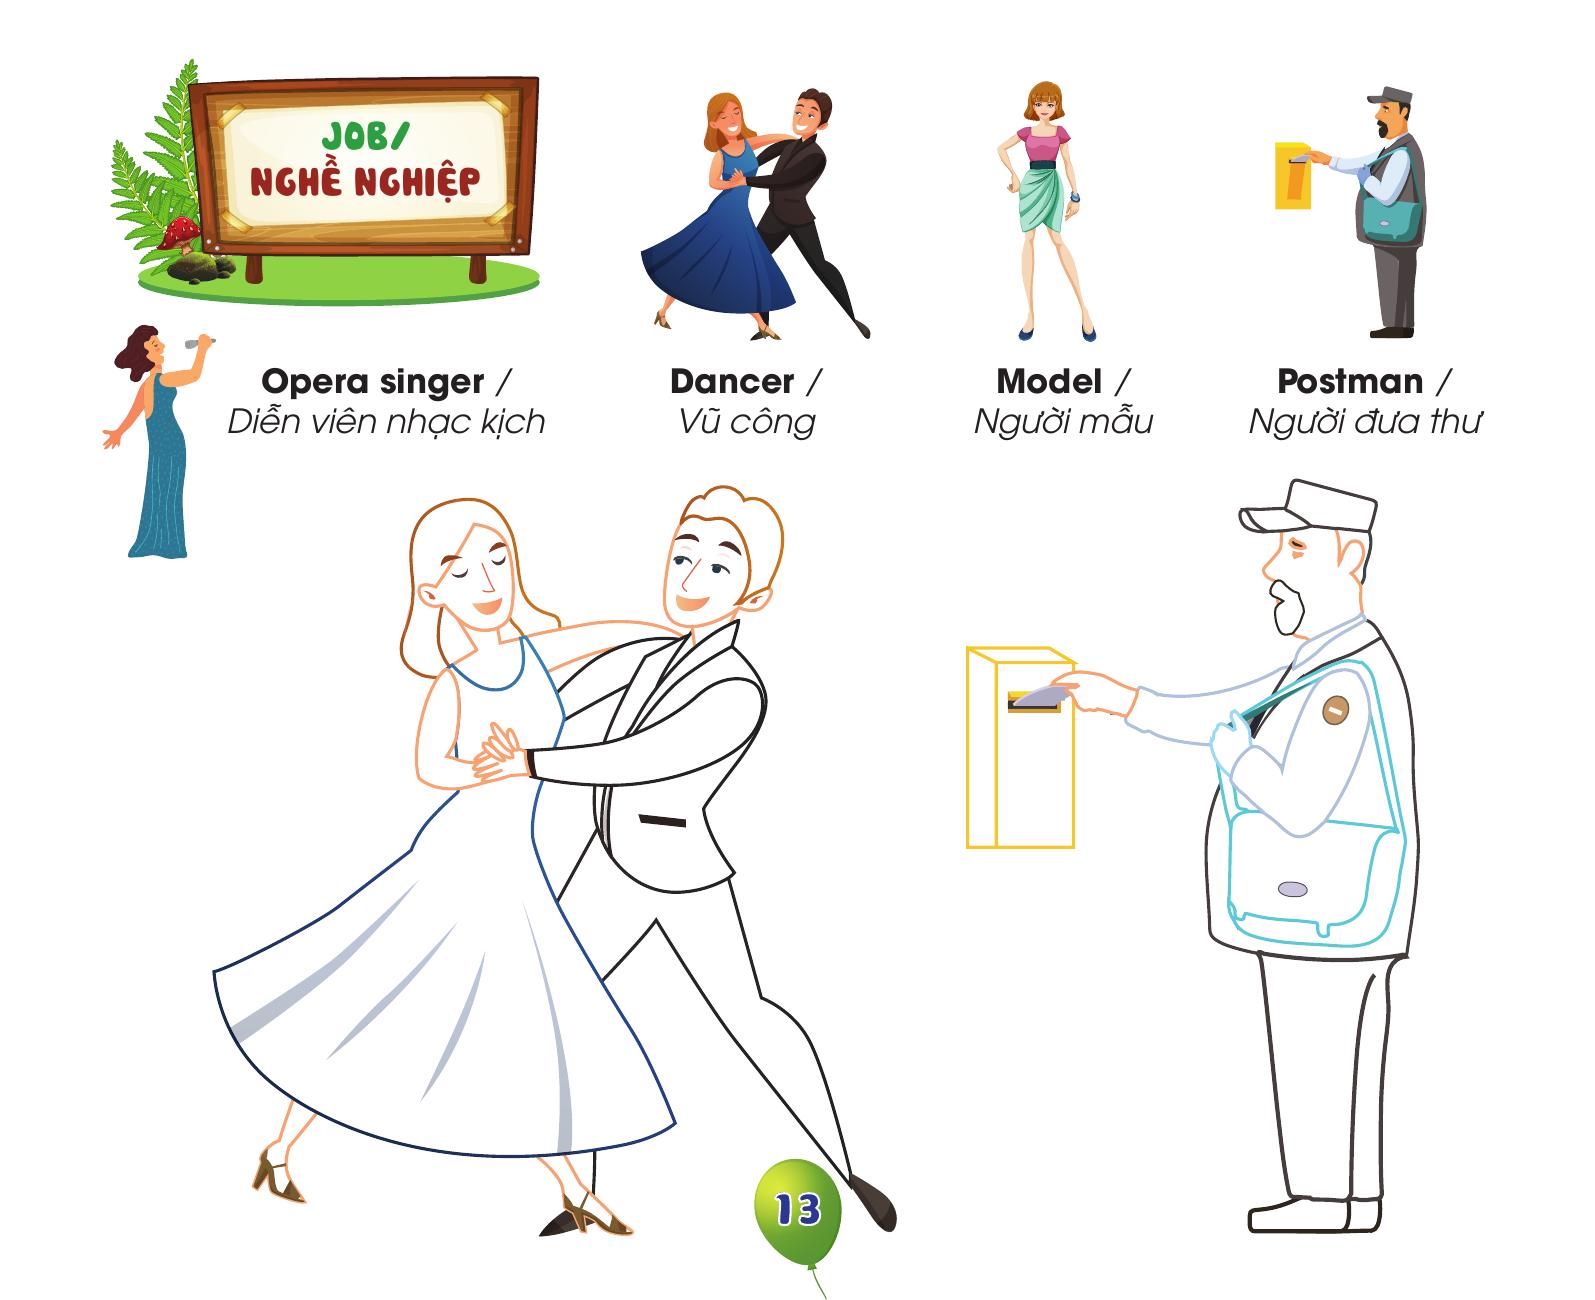 JOB/
NGHỀ NGHIỆP
Opera singer /
Diễn viên nhạc kịch
Dancer /
Vũ công
Model /
Người mẫu
Postman /
Người đưa thư
13